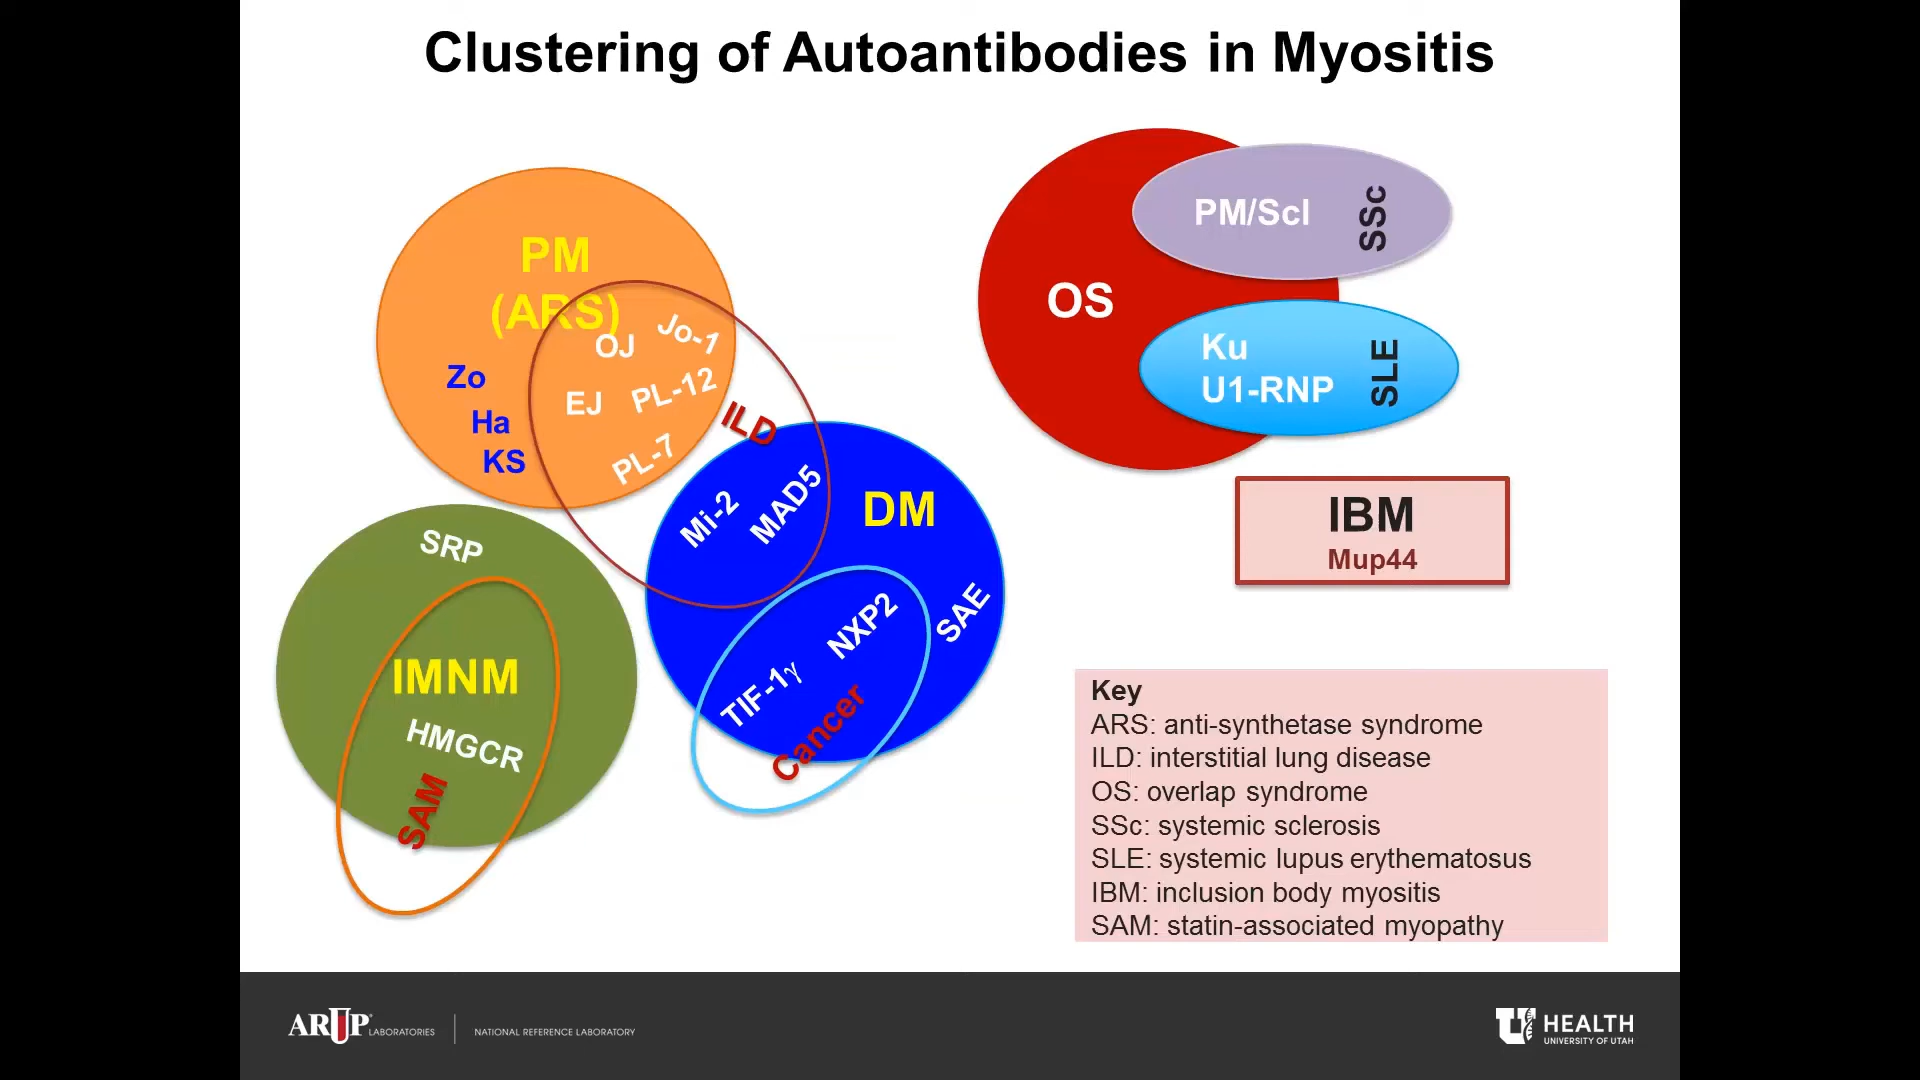 Clustering of Autoantibodies in Myositis
PM
(ARS)
OJ
Jo-1
Zo
EJ
PL-12
Ha
KS
PL-7
ILD
Mi-2
MAD5
DM
NXP2
SAE
TIF-1γ
Cancer
SRP
IMNM
HMGCR
SAM
OS
PM/Scl
SSc
Ku
U1-RNP
SLE
IBM
Mup44
Key
ARS: anti-synthetase syndrome
ILD: interstitial lung disease
OS: overlap syndrome
SSc: systemic sclerosis
SLE: systemic lupus erythematosus
IBM: inclusion body myositis
SAM: statin-associated myopathy
ARUP LABORATORIES
NATIONAL REFERENCE LABORATORY
U HEALTH
UNIVERSITY OF UTAH